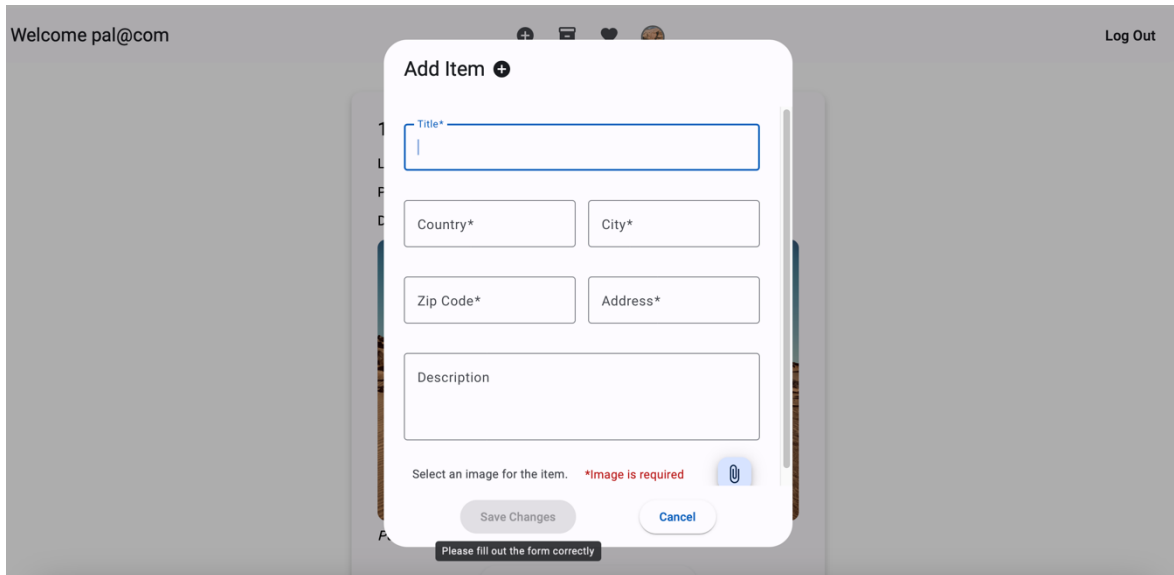 Welcome pal@com
Log Out
Add Item
Title*
Country*
City*
Zip Code*
Address*
Description
Select an image for the item. *Image is required
Save Changes
Cancel
Please fill out the form correctly